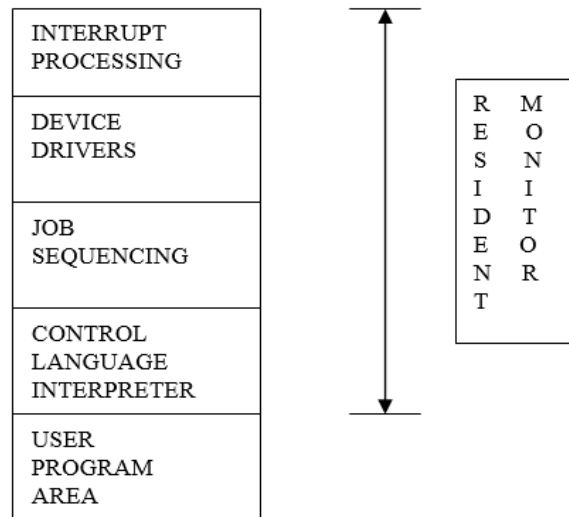 INTERRUPT
PROCESSING
DEVICE
DRIVERS
JOB
SEQUENCING
CONTROL
LANGUAGE
INTERPRETER
USER
PROGRAM
AREA
RESIDENT
MONITOR